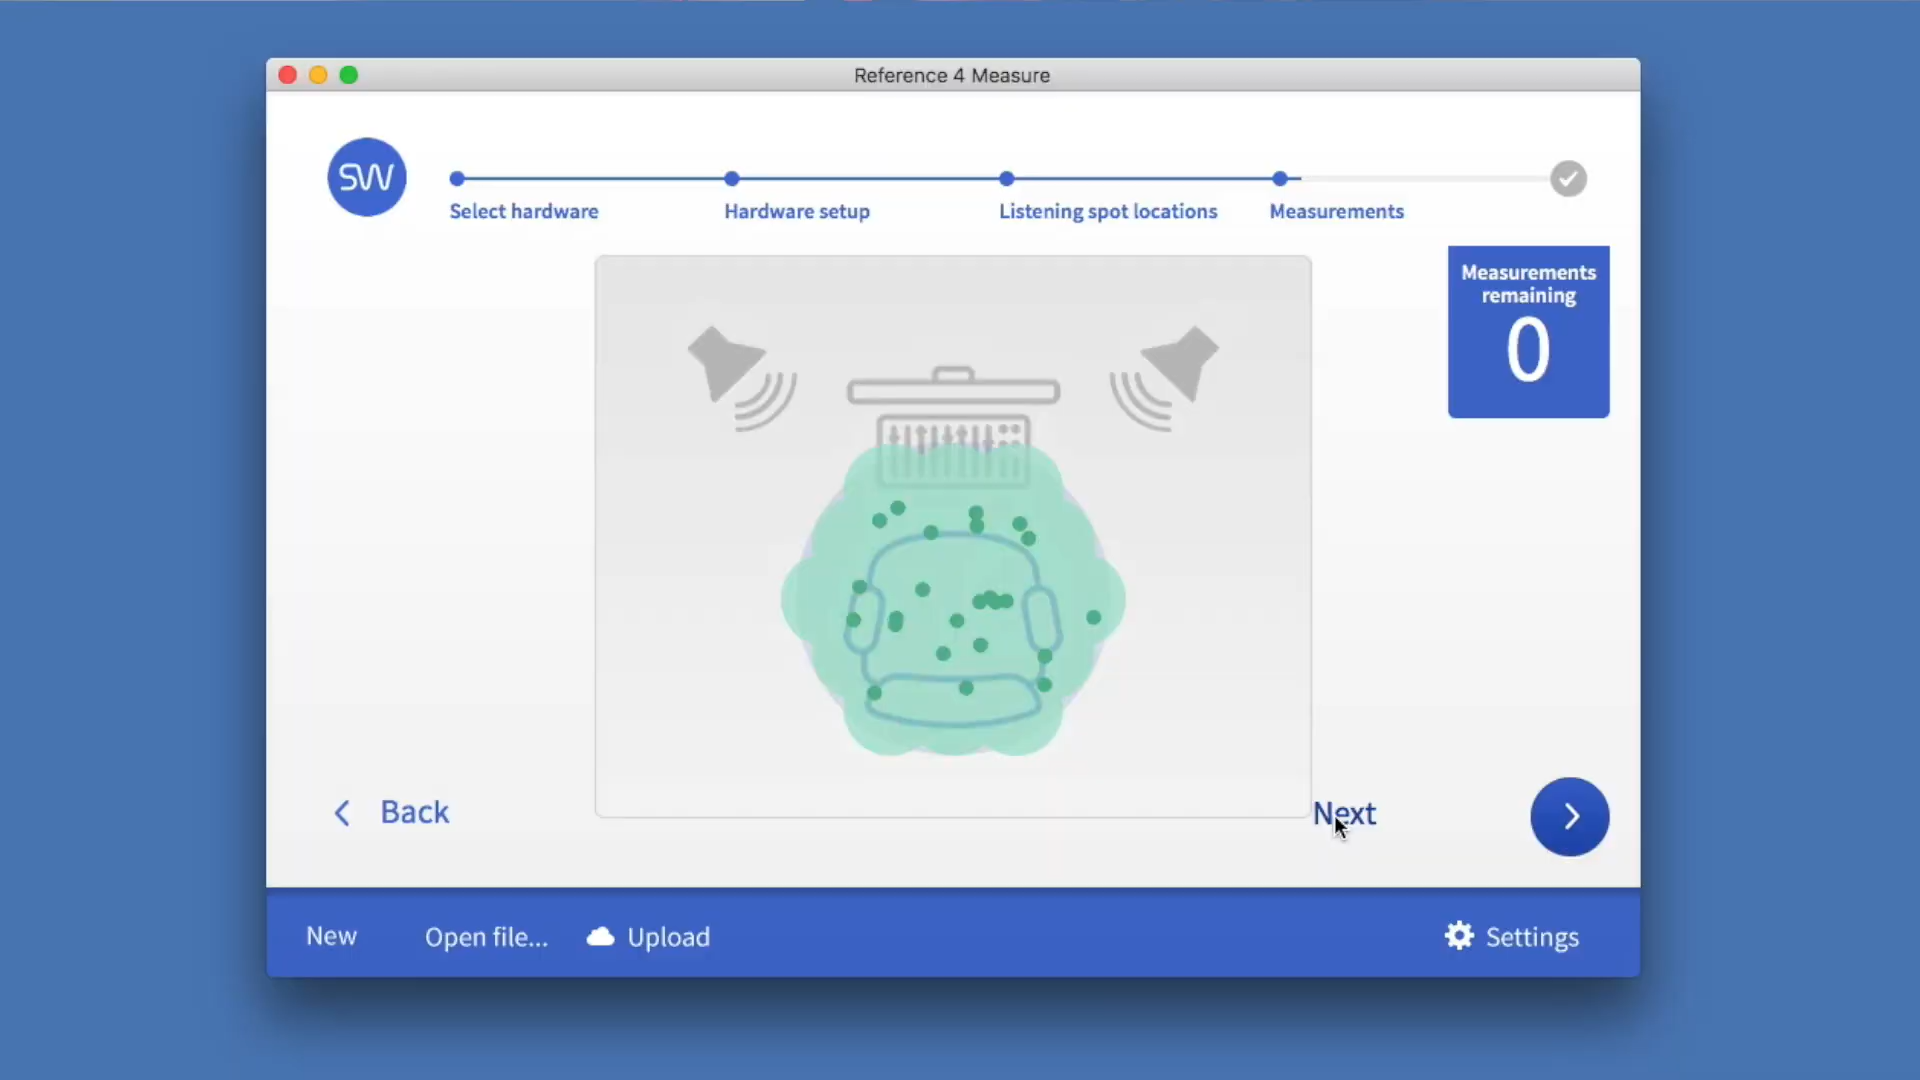 Reference 4 Measure
SW
Select hardware
Hardware setup
Listening spot locations
Measurements
Measurements
remaining
0
Back
Next
New
Open file...
Upload
Settings